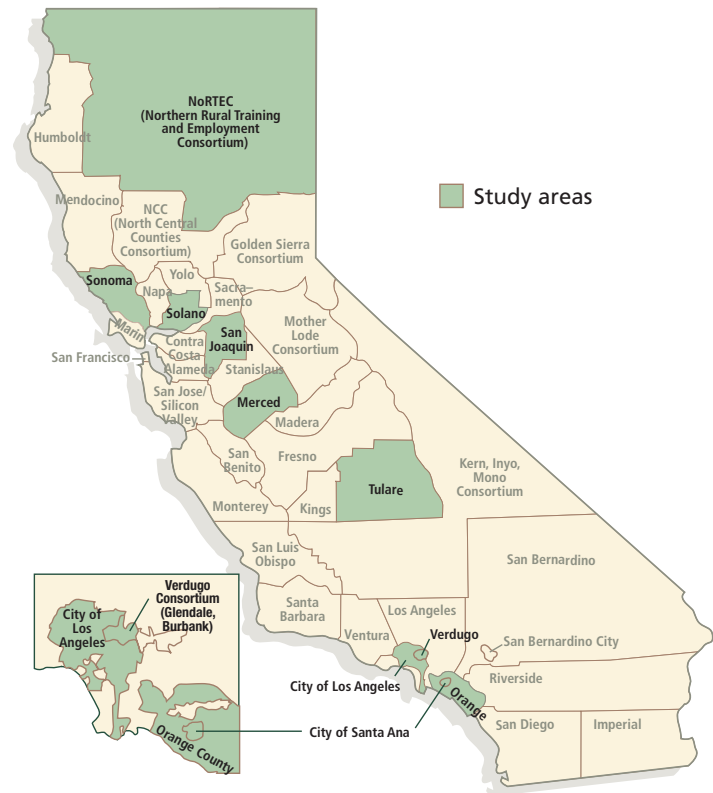 NoRTEC
(Northern Rural Training
and Employment
Consortium)
Humboldt
Study areas
Mendocino
NCC
(North Central
Counties
Consortium)
Golden Sierra
Consortium
Sonoma
Yolo
Napa
Sacra–
mento
Solano
Marin
San
Joaquin
Mother
Lode
Consortium
Contra
Costa
San Francisco
Alameda
Stanislaus
San Jose/
Silicon
Valley
Merced
Madera
San
Benito
Fresno
Kern, Inyo,
Mono
Consortium
Tulare
Monterey
Kings
San Luis
Obispo
San Bernardino
Santa
Barbara
Los Angeles
Ventura
Verdugo
San Bernardino City
City of Los Angeles
Riverside
Orange
San Diego
Imperial
City of Santa Ana
Verdugo
Consortium
(Glendale,
Burbank)
City of
Los
Angeles
Orange County